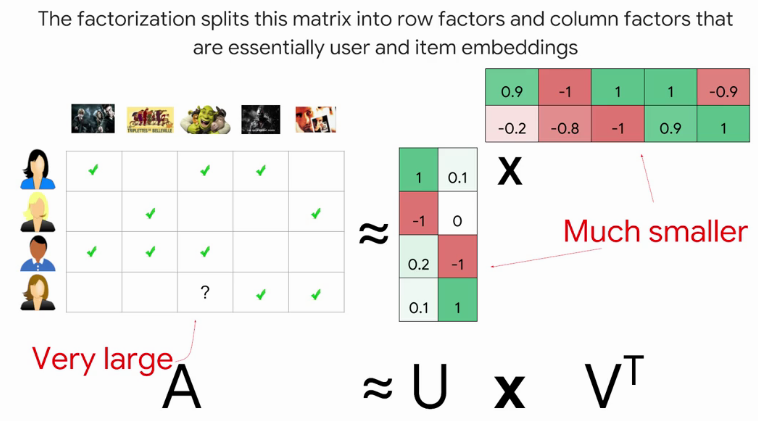 The factorization splits this matrix into row factors and column factors that
are essentially user and item embeddings
0.9 -1 1 1 -0.9
-0.2 -0.8 -1 0.9 1
x
1 0.1
-1 0
0.2 -1
0.1 1
≈
?
Much smaller
Very large
A ≈ U x Vᵀ